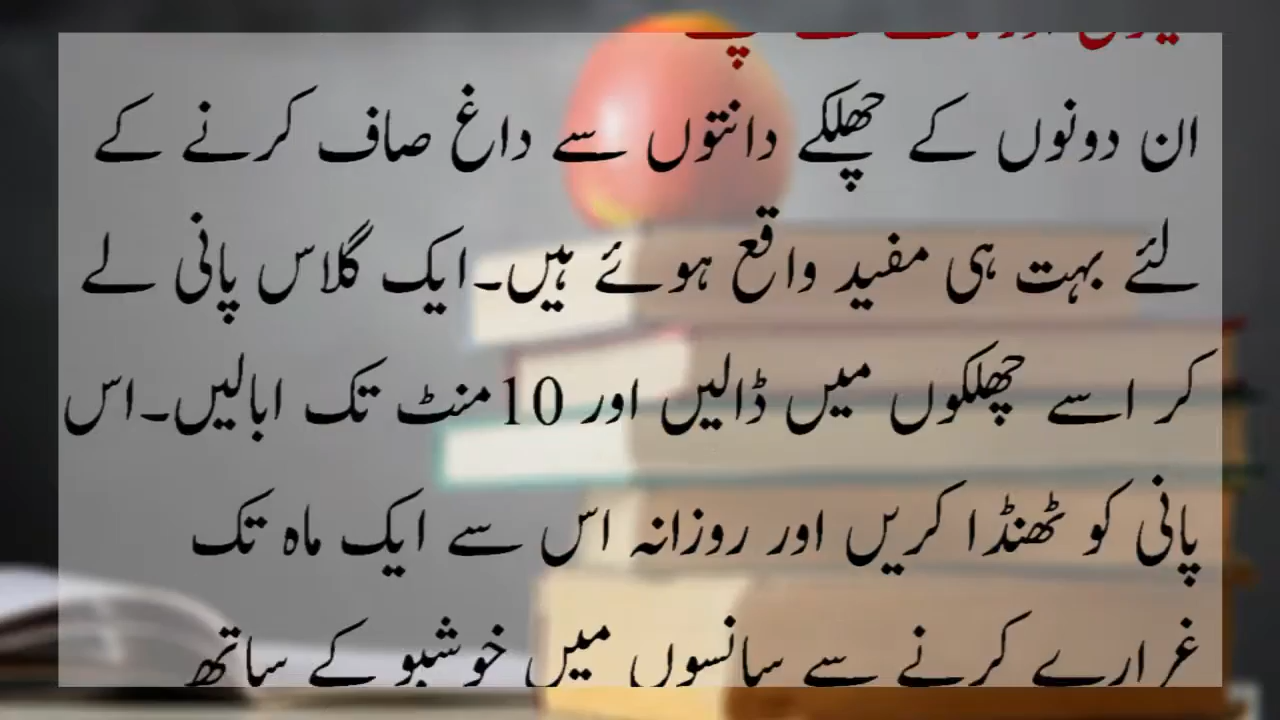 ان دونوں کے چھلکے دانتوں سے داغ صاف کرنے کے
لئے بہت ہی مفید واقع ہوئے ہیں۔ایک گلاس پانی لے
کر اسے چھلکوں میں ڈالیں اور 10منٹ تک ابالیں۔اس
پانی کو ٹھنڈا کریں اور روزانہ اس سے ایک ماہ تک
غرارے کرنے سے سانسوں میں خوشبو کے ساتھ